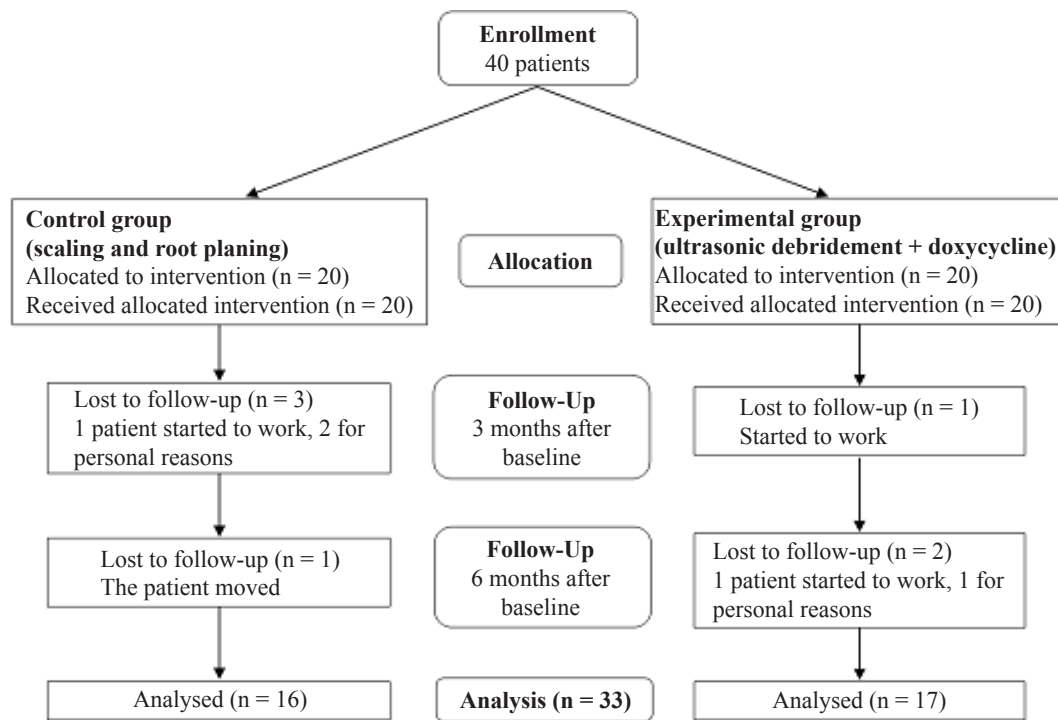 Enrollment
40 patients
Control group
(scaling and root planing)
Allocated to intervention (n = 20)
Received allocated intervention (n = 20)
Allocation
Experimental group
(ultrasonic debridement + doxycycline)
Allocated to intervention (n = 20)
Received allocated intervention (n = 20)
Lost to follow-up (n = 3)
1 patient started to work, 2 for
personal reasons
Follow-Up
3 months after
baseline
Lost to follow-up (n = 1)
Started to work
Lost to follow-up (n = 1)
The patient moved
Follow-Up
6 months after
baseline
Lost to follow-up (n = 2)
1 patient started to work, 1 for
personal reasons
Analysed (n = 16)
Analysis (n = 33)
Analysed (n = 17)